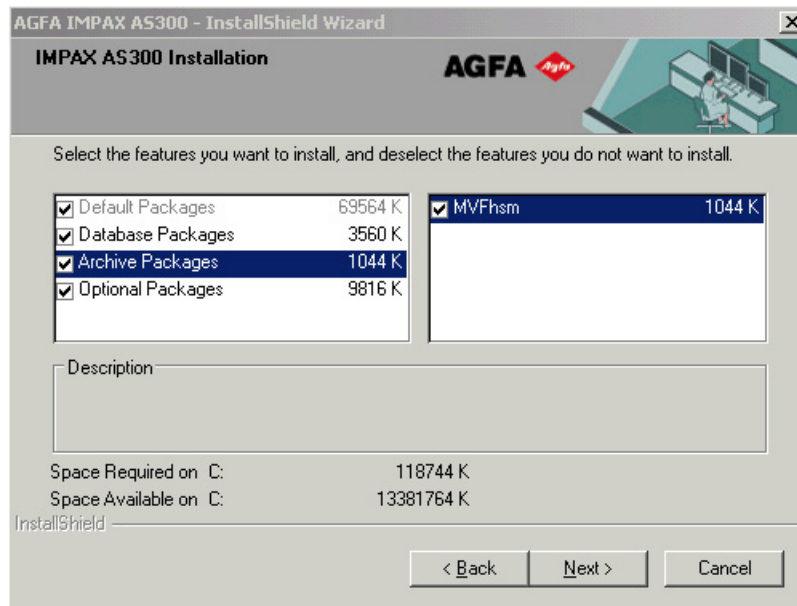 AGFA IMPAX AS300 - InstallShield Wizard
IMPAX AS300 Installation
AGFA Agfa
Select the features you want to install, and deselect the features you do not want to install.
Default Packages 69564 K
Database Packages 3560 K
Archive Packages 1044 K
Optional Packages 9816 K
MVFhsm 1044 K
Description
Space Required on C: 118744 K
Space Available on C: 13381764 K
InstallShield
< Back Next > Cancel